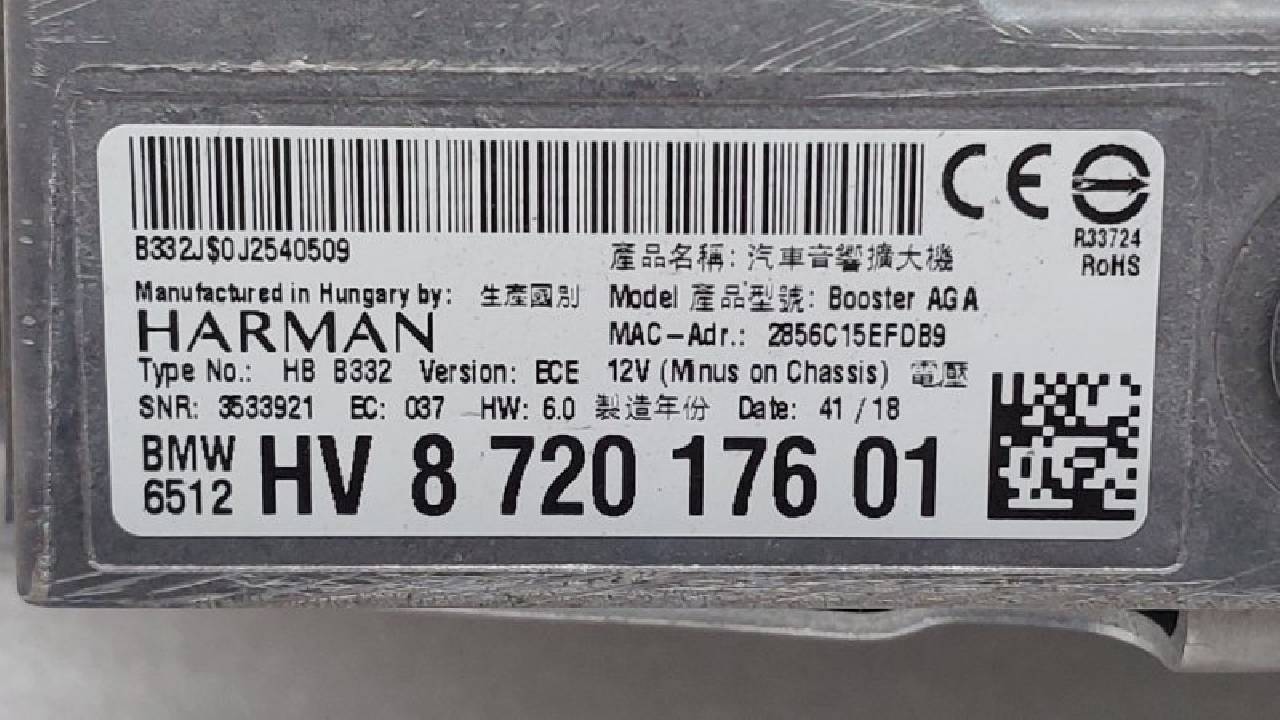 B332J$0J2540509
產品名稱: 汽車音響擴大機
R33724
RoHS
Manufactured in Hungary by: 生產國別
Model 產品型號: Booster AGA
HARMAN
MAC-Adr.: 2856C15EFDB9
Type No.: HB B332 Version: ECE 12V (Minus on Chassis) 電壓
SNR: 3533921 EC: 037 HW: 6.0 製造年份 Date: 41 / 18
BMW
6512
HV 8 720 176 01
CE